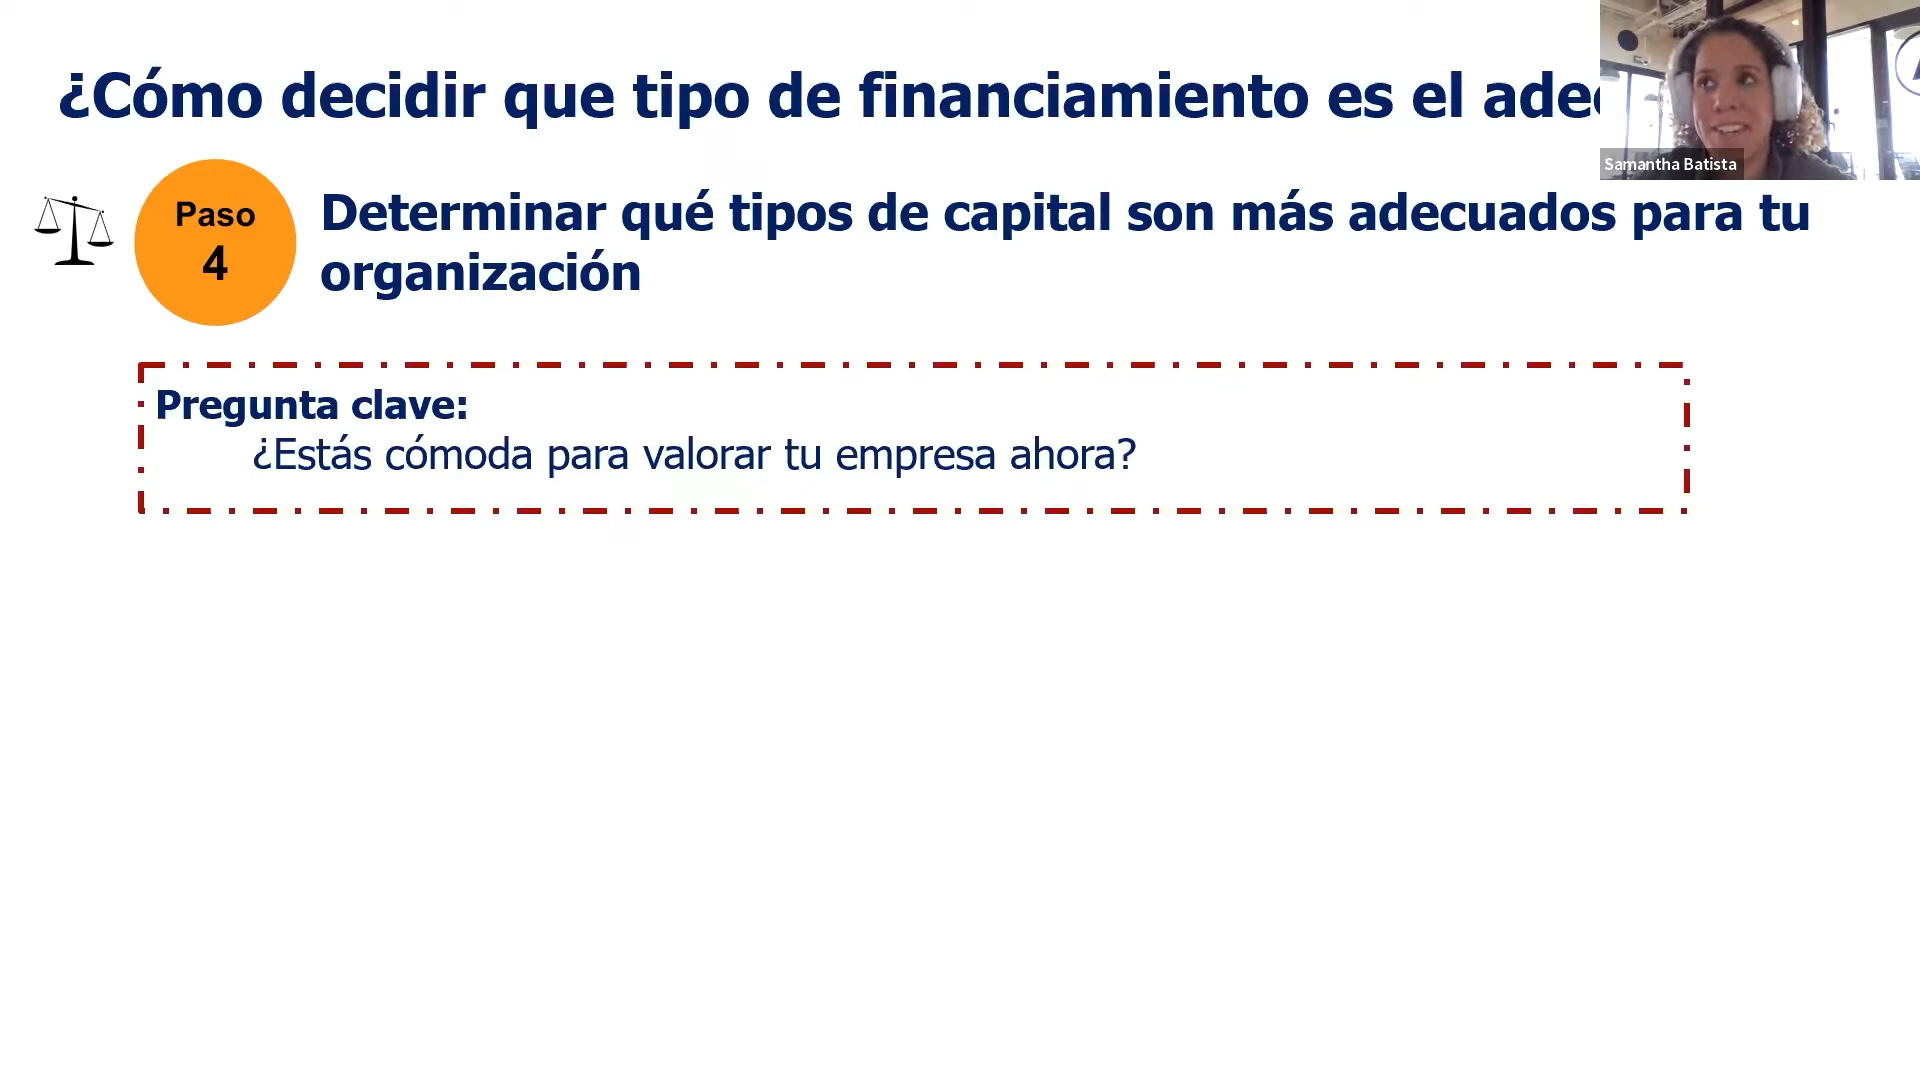 ¿Cómo decidir que tipo de financiamiento es el
Samantha Batista
Paso
4
Determinar qué tipos de capital son más adecuados para tu
organización
Pregunta clave:
¿Estás cómoda para valorar tu empresa ahora?